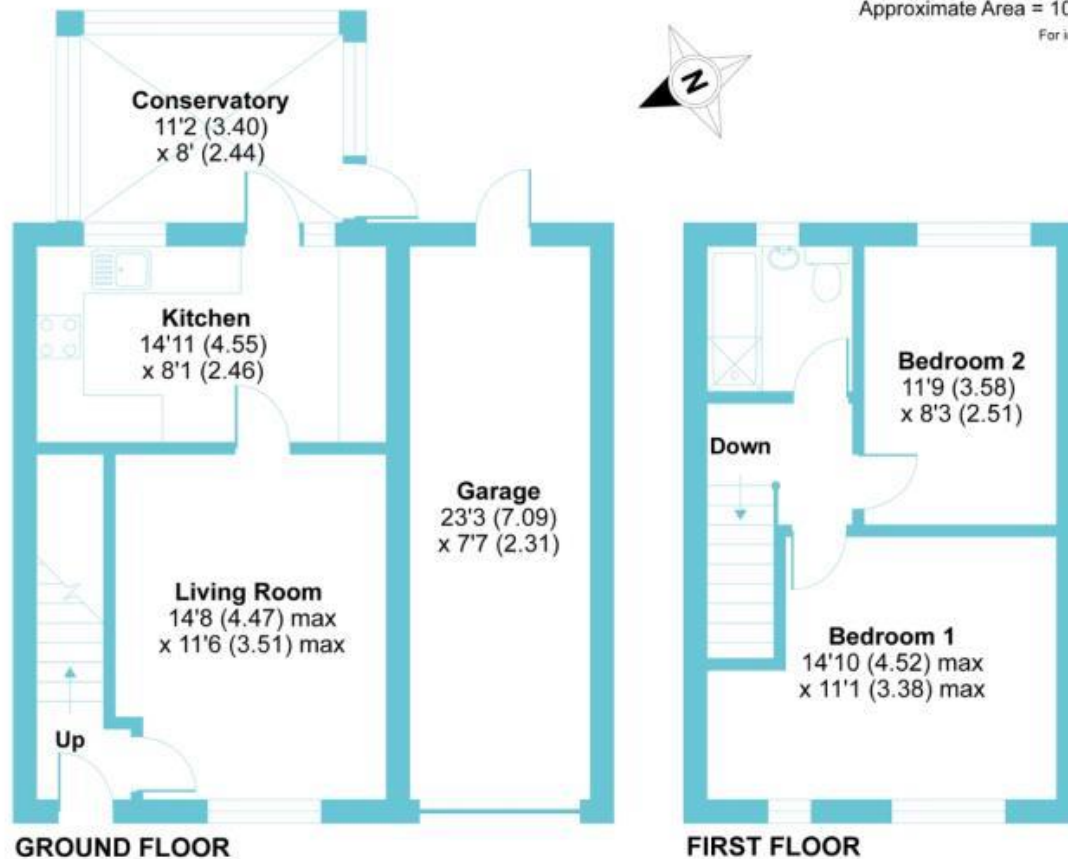 Approximate Area = 10
For i
N
Conservatory
11'2 (3.40)
x 8' (2.44)
Kitchen
14'11 (4.55)
x 8'1 (2.46)
Garage
23'3 (7.09)
x 7'7 (2.31)
Living Room
14'8 (4.47) max
x 11'6 (3.51) max
Up
GROUND FLOOR
Bedroom 2
11'9 (3.58)
x 8'3 (2.51)
Down
Bedroom 1
14'10 (4.52) max
x 11'1 (3.38) max
FIRST FLOOR